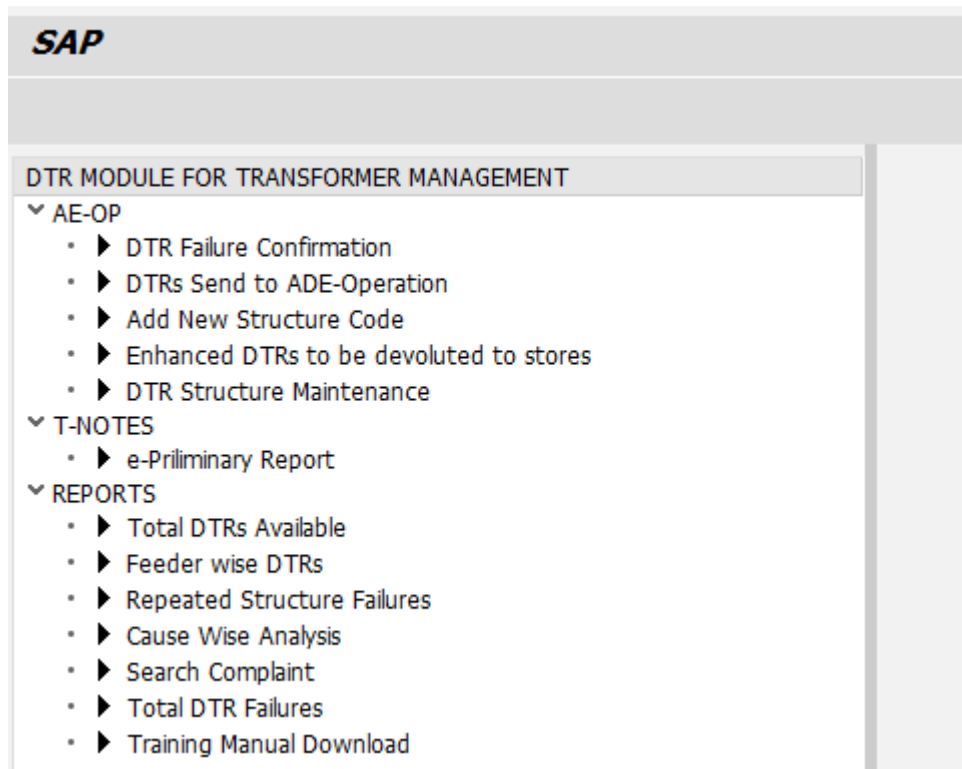 SAP
DTR MODULE FOR TRANSFORMER MANAGEMENT
AE-OP
DTR Failure Confirmation
DTRs Send to ADE-Operation
Add New Structure Code
Enhanced DTRs to be devoluted to stores
DTR Structure Maintenance
T-NOTES
e-Priliminary Report
REPORTS
Total DTRs Available
Feeder wise DTRs
Repeated Structure Failures
Cause Wise Analysis
Search Complaint
Total DTR Failures
Training Manual Download